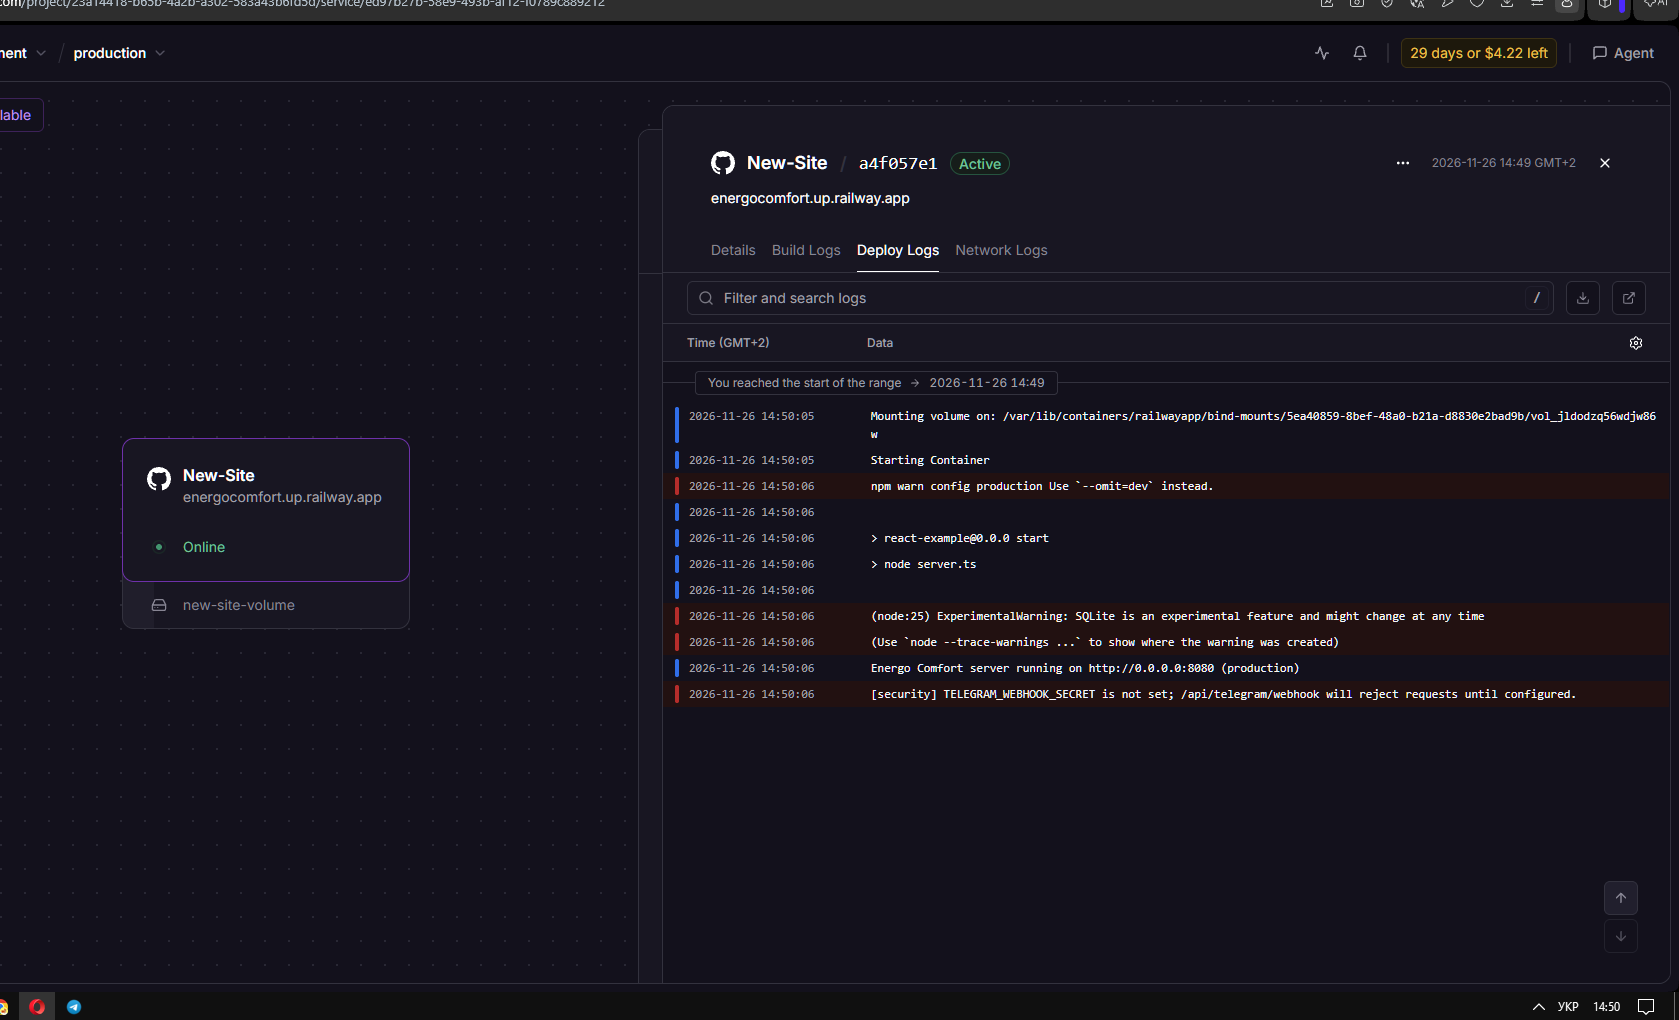 production
29 days or $4.22 left
Agent
New-Site / a4f057e1 Active
2026-11-26 14:49 GMT+2
energocomfort.up.railway.app
Details Build Logs Deploy Logs Network Logs
Filter and search logs /
Time (GMT+2) Data
You reached the start of the range → 2026-11-26 14:49
2026-11-26 14:50:05 Mounting volume on: /var/lib/containers/railwayapp/bind-mounts/5ea40859-8bef-48a0-b21a-d8830e2bad9b/vol_jldodzq56wdjw86
w
2026-11-26 14:50:05 Starting Container
2026-11-26 14:50:06 npm warn config production Use `--omit=dev` instead.
2026-11-26 14:50:06
2026-11-26 14:50:06 > react-example@0.0.0 start
2026-11-26 14:50:06 > node server.ts
2026-11-26 14:50:06
2026-11-26 14:50:06 (node:25) ExperimentalWarning: SQLite is an experimental feature and might change at any time
2026-11-26 14:50:06 (Use `node --trace-warnings ...` to show where the warning was created)
2026-11-26 14:50:06 Energo Comfort server running on http://0.0.0.0:8080 (production)
2026-11-26 14:50:06 [security] TELEGRAM_WEBHOOK_SECRET is not set; /api/telegram/webhook will reject requests until configured.
New-Site
energocomfort.up.railway.app
Online
new-site-volume
УКР 14:50